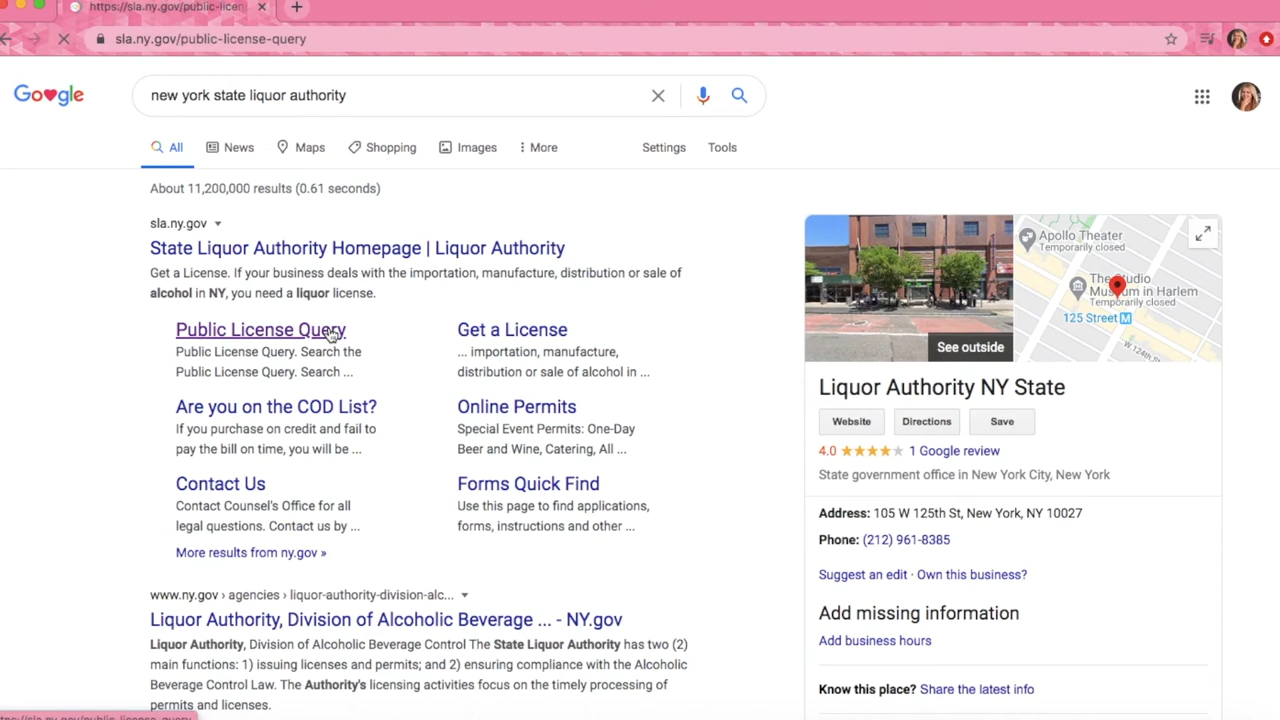 https://sla.ny.gov/public-licen
sla.ny.gov/public-license-query
Google
new york state liquor authority
All News Maps Shopping Images More Settings Tools
About 11,200,000 results (0.61 seconds)
sla.ny.gov
State Liquor Authority Homepage | Liquor Authority
Get a License. If your business deals with the importation, manufacture, distribution or sale of
alcohol in NY, you need a liquor license.
Public License Query
Public License Query. Search the
Public License Query. Search ...
Get a License
... importation, manufacture,
distribution or sale of alcohol in ...
Are you on the COD List?
If you purchase on credit and fail to
pay the bill on time, you will be ...
Online Permits
Special Event Permits: One-Day
Beer and Wine, Catering, All ...
Contact Us
Contact Counsel's Office for all
legal questions. Contact us by ...
Forms Quick Find
Use this page to find applications,
forms, instructions and other ...
More results from ny.gov »
www.ny.gov › agencies › liquor-authority-division-alc...
Liquor Authority, Division of Alcoholic Beverage ... - NY.gov
Liquor Authority, Division of Alcoholic Beverage Control The State Liquor Authority has two (2)
main functions: 1) issuing licenses and permits; and 2) ensuring compliance with the Alcoholic
Beverage Control Law. The Authority's licensing activities focus on the timely processing of
permits and licenses.
See outside
Apollo Theater
Temporarily closed
The Studio
Museum in Harlem
Temporarily closed
125 Street M
W 124th St
Liquor Authority NY State
Website Directions Save
4.0 1 Google review
State government office in New York City, New York
Address: 105 W 125th St, New York, NY 10027
Phone: (212) 961-8385
Suggest an edit · Own this business?
Add missing information
Add business hours
Know this place? Share the latest info